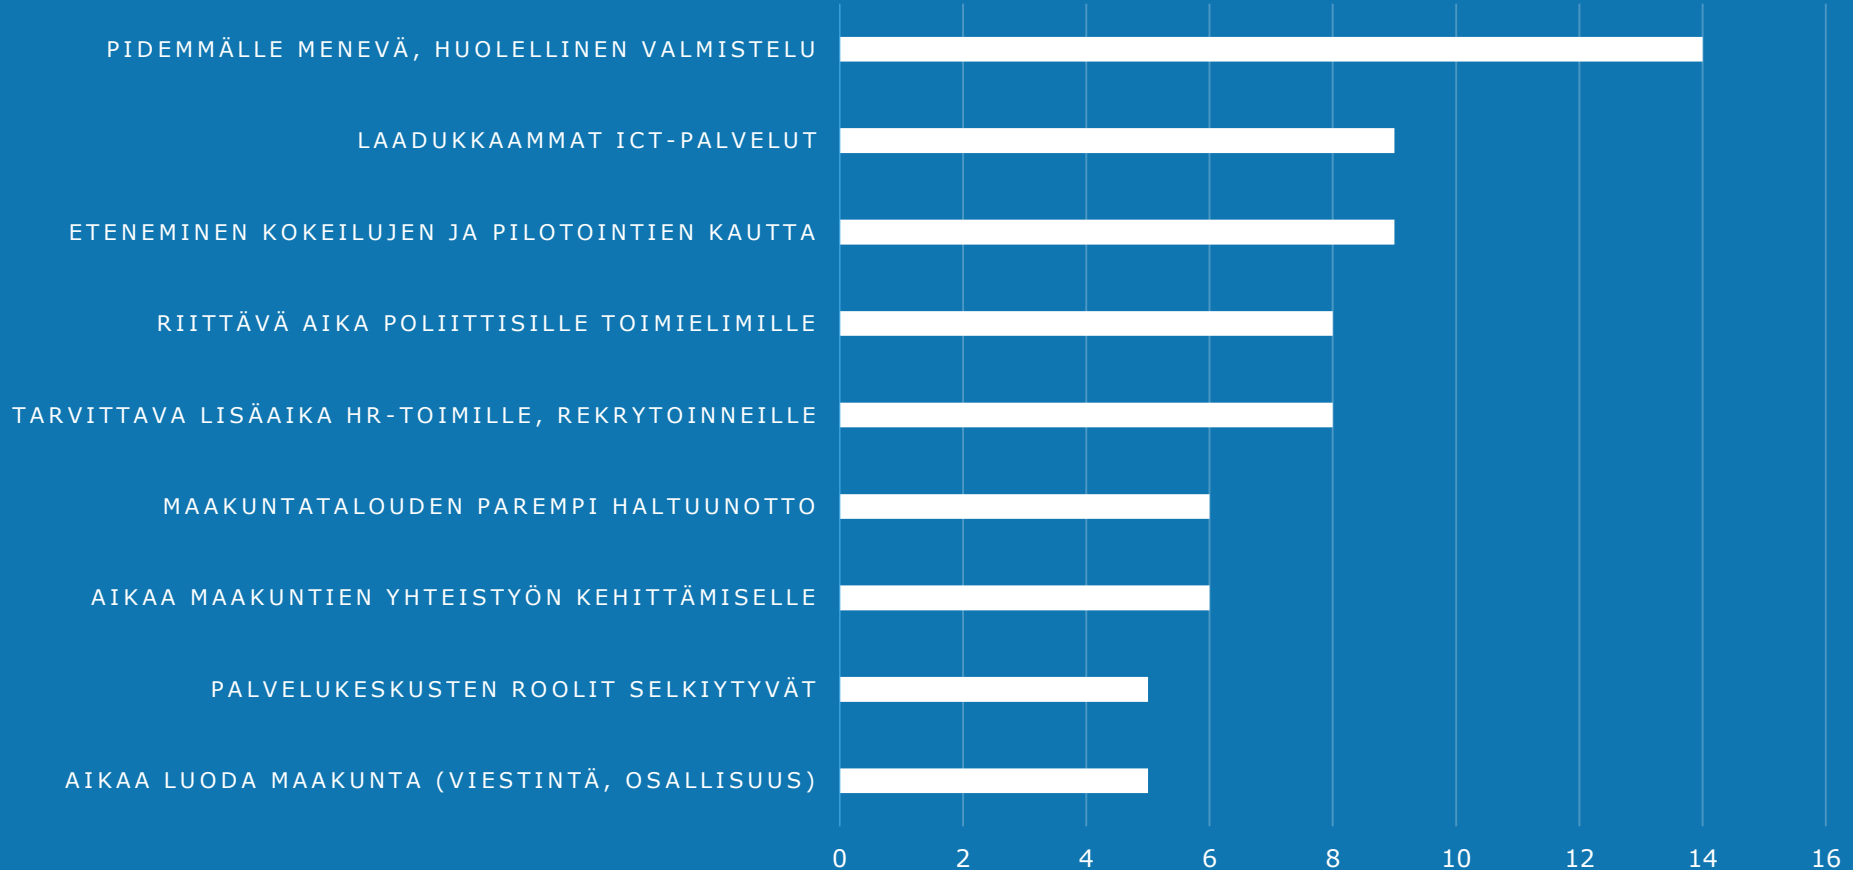 PIDEMMÄLLE MENEVÄ, HUOLELLINEN VALMISTELU
LAADUKKAAMMAT ICT-PALVELUT
ETENEMINEN KOKEILUJEN JA PILOTOINTIEN KAUTTA
RIITTÄVÄ AIKA POLIITTISILLE TOIMIELIMILLE
TARVITTAVA LISÄAIKA HR-TOIMILLE, REKRYTOINNEILLE
MAAKUNTATALOUDEN PAREMPI HALTUUNOTTO
AIKAA MAAKUNTIEN YHTEISTYÖN KEHITTÄMISELLE
PALVELUKESKUSTEN ROOLIT SELKIYTYVÄT
AIKAA LUODA MAAKUNTA (VIESTINTÄ, OSALLISUUS)
0 2 4 6 8 10 12 14 16